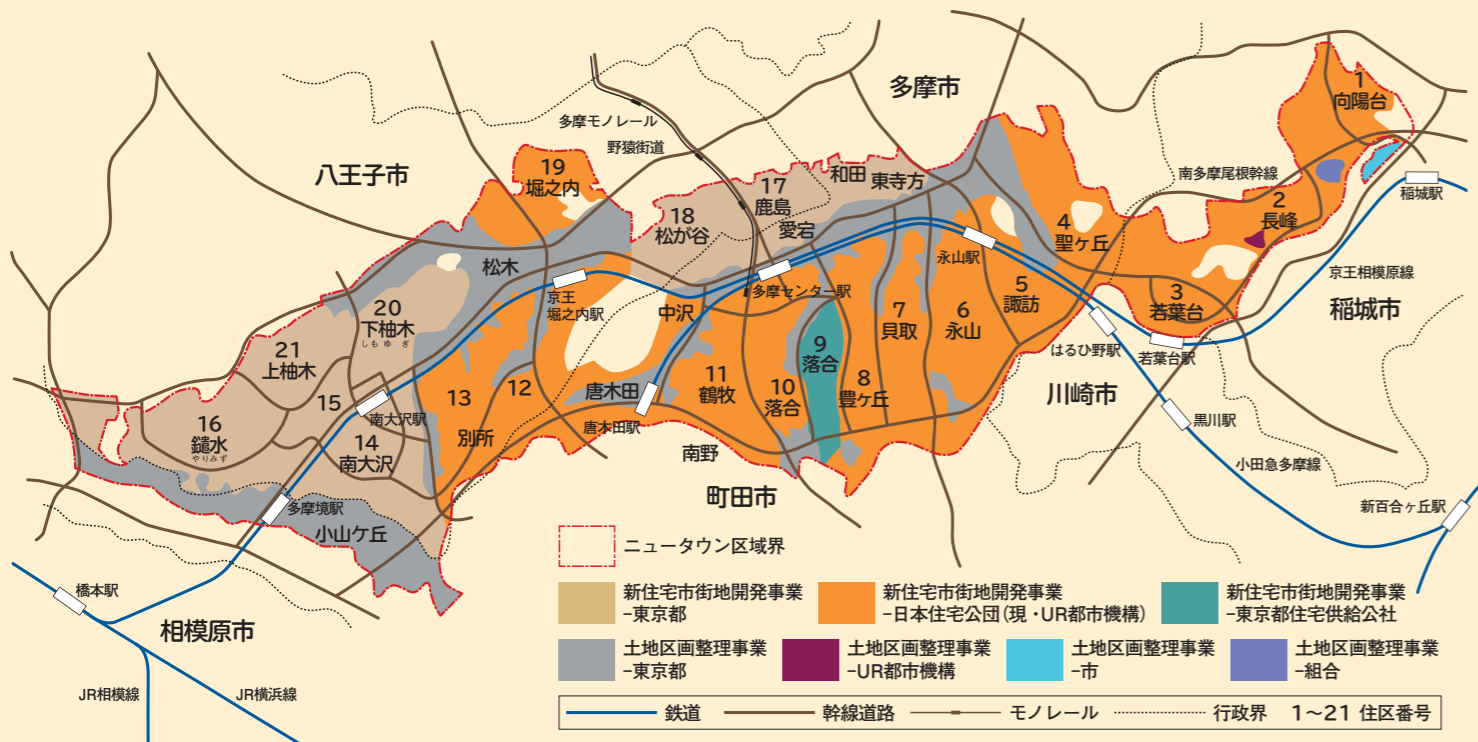 多摩市
1
向陽台
多摩モノレール
野猿街道
八王子市
19
堀之内
南多摩尾根幹線
稲城駅
17
鹿島
和田
東寺方
18
松が谷
愛宕
2
長峰
4
聖ヶ丘
松木
永山駅
京王相模原線
多摩センター駅
5
諏訪
3
若葉台
稲城市
20
下柚木
しもゆぎ
京王
堀之内駅
中沢
7
貝取
6
永山
はるひ野駅
若葉台駅
21
上柚木
9
落合
8
豊ヶ丘
川崎市
15
13
12
唐木田
11
鶴牧
10
落合
黒川駅
南大沢駅
唐木田駅
16
鑓水
やりみず
14
南大沢
別所
南野
小田急多摩線
町田市
多摩境駅
新百合ヶ丘駅
小山ケ丘
橋本駅
相模原市
JR相模線
JR横浜線
ニュータウン区域界
新住宅市街地開発事業
-東京都
新住宅市街地開発事業
-日本住宅公団(現・UR都市機構)
新住宅市街地開発事業
-東京都住宅供給公社
土地区画整理事業
-東京都
土地区画整理事業
-UR都市機構
土地区画整理事業
-市
土地区画整理事業
-組合
鉄道 幹線道路 モノレール 行政界 1〜21 住区番号